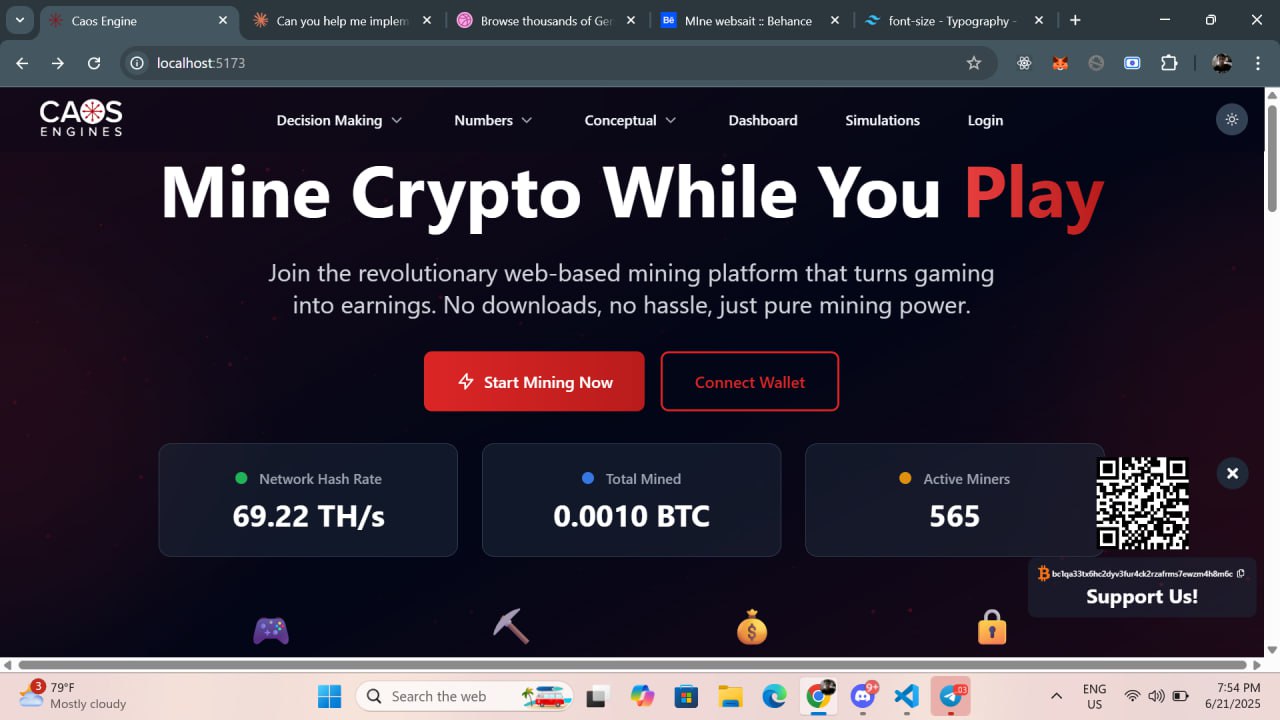 Caos Engine
Can you help me implem
Browse thousands of Ger
MIne websait :: Behance
font-size - Typography -
localhost:5173
CAOS
ENGINES
Decision Making
Numbers
Conceptual
Dashboard
Simulations
Login
Mine Crypto While You Play
Join the revolutionary web-based mining platform that turns gaming
into earnings. No downloads, no hassle, just pure mining power.
Start Mining Now
Connect Wallet
Network Hash Rate
69.22 TH/s
Total Mined
0.0010 BTC
Active Miners
565
Support Us!
3
79°F
Mostly cloudy
Search the web
9+
.03
ENG
US
7:54 PM
6/21/2025